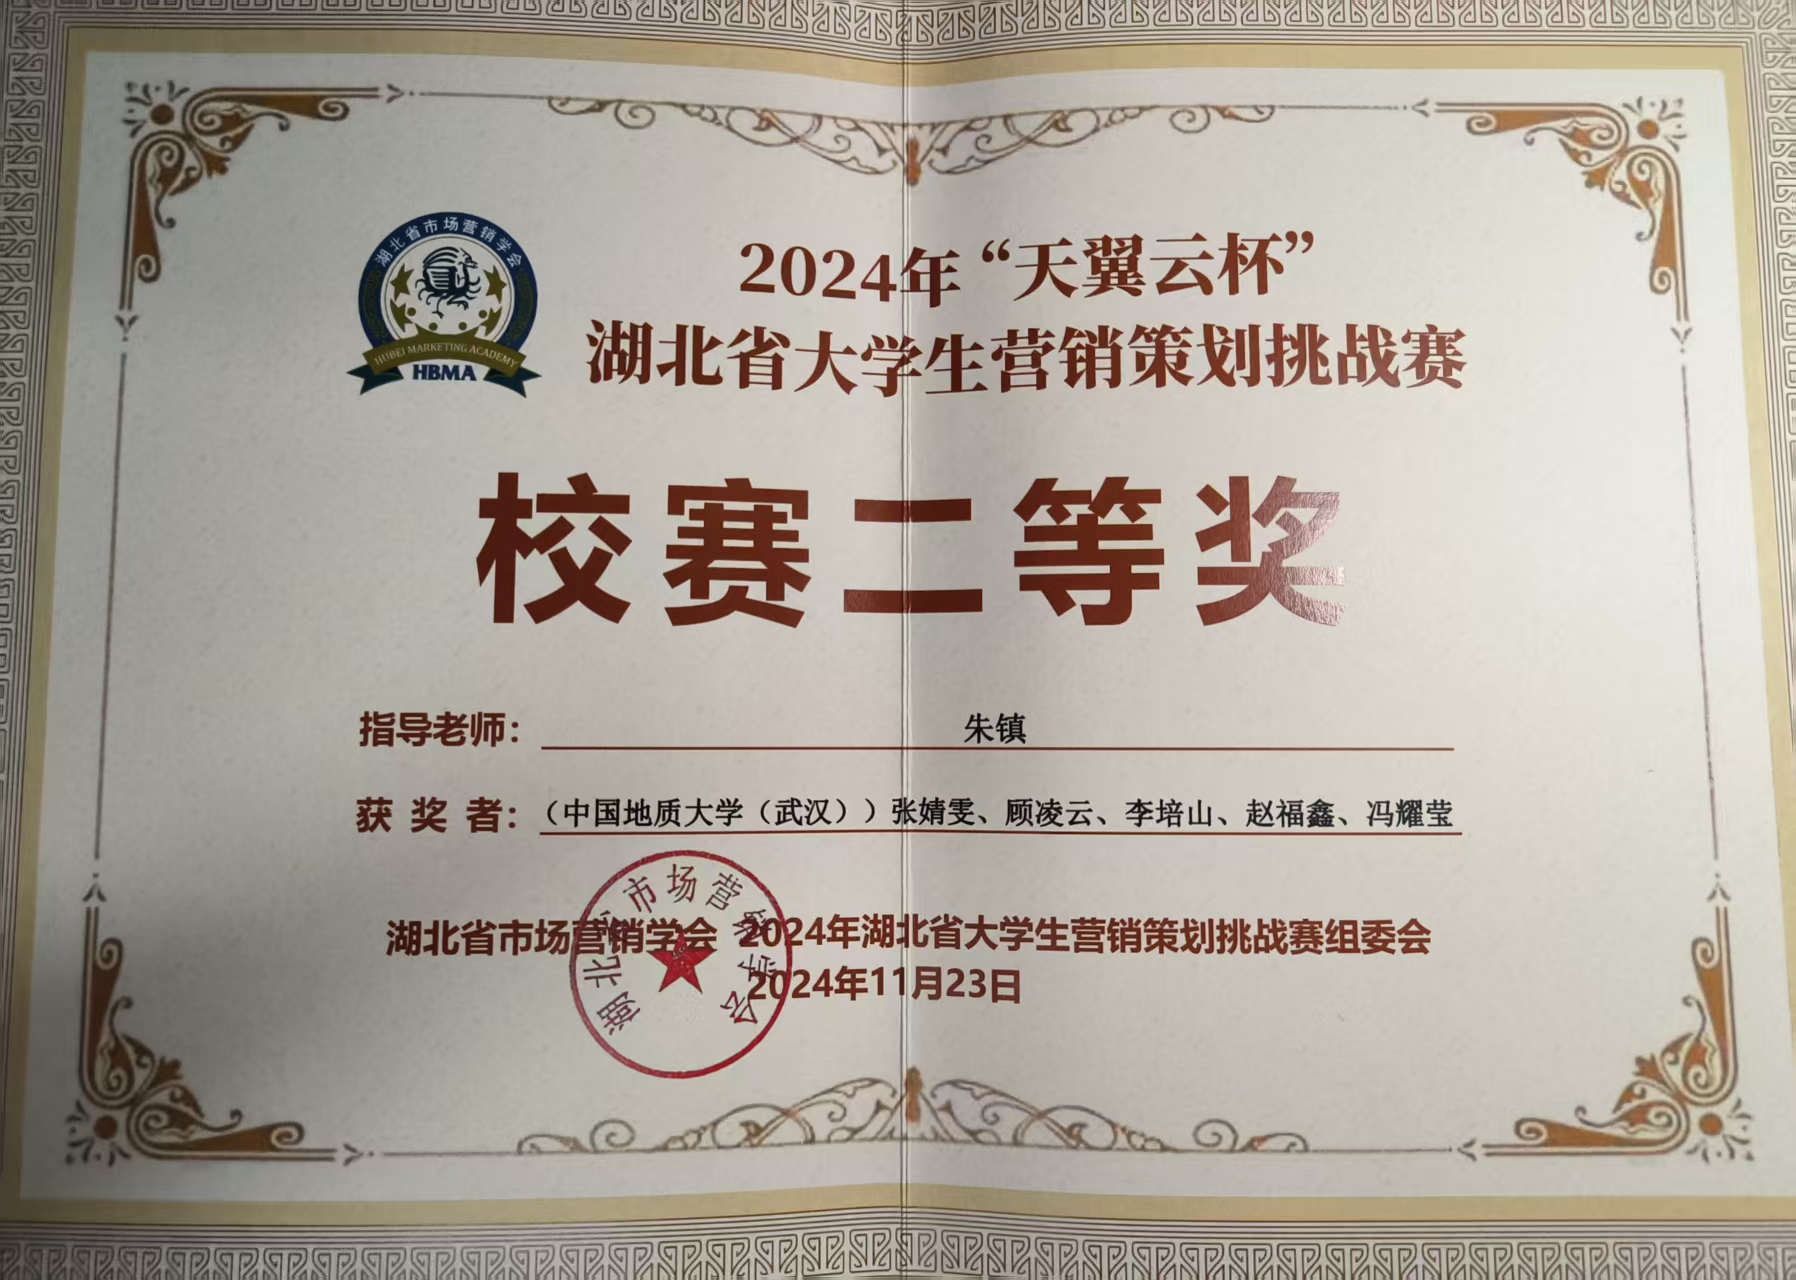 湖北省市场营销学会
HUBEI MARKETING ACADEMY
HBMA
2024年“天翼云杯”
湖北省大学生营销策划挑战赛
校赛二等奖
指导老师：朱镇
获奖者：（中国地质大学（武汉））张婧雯、顾凌云、李培山、赵福鑫、冯耀莹
湖北省市场营销学会 2024年湖北省大学生营销策划挑战赛组委会
2024年11月23日
湖北省市场营销学会